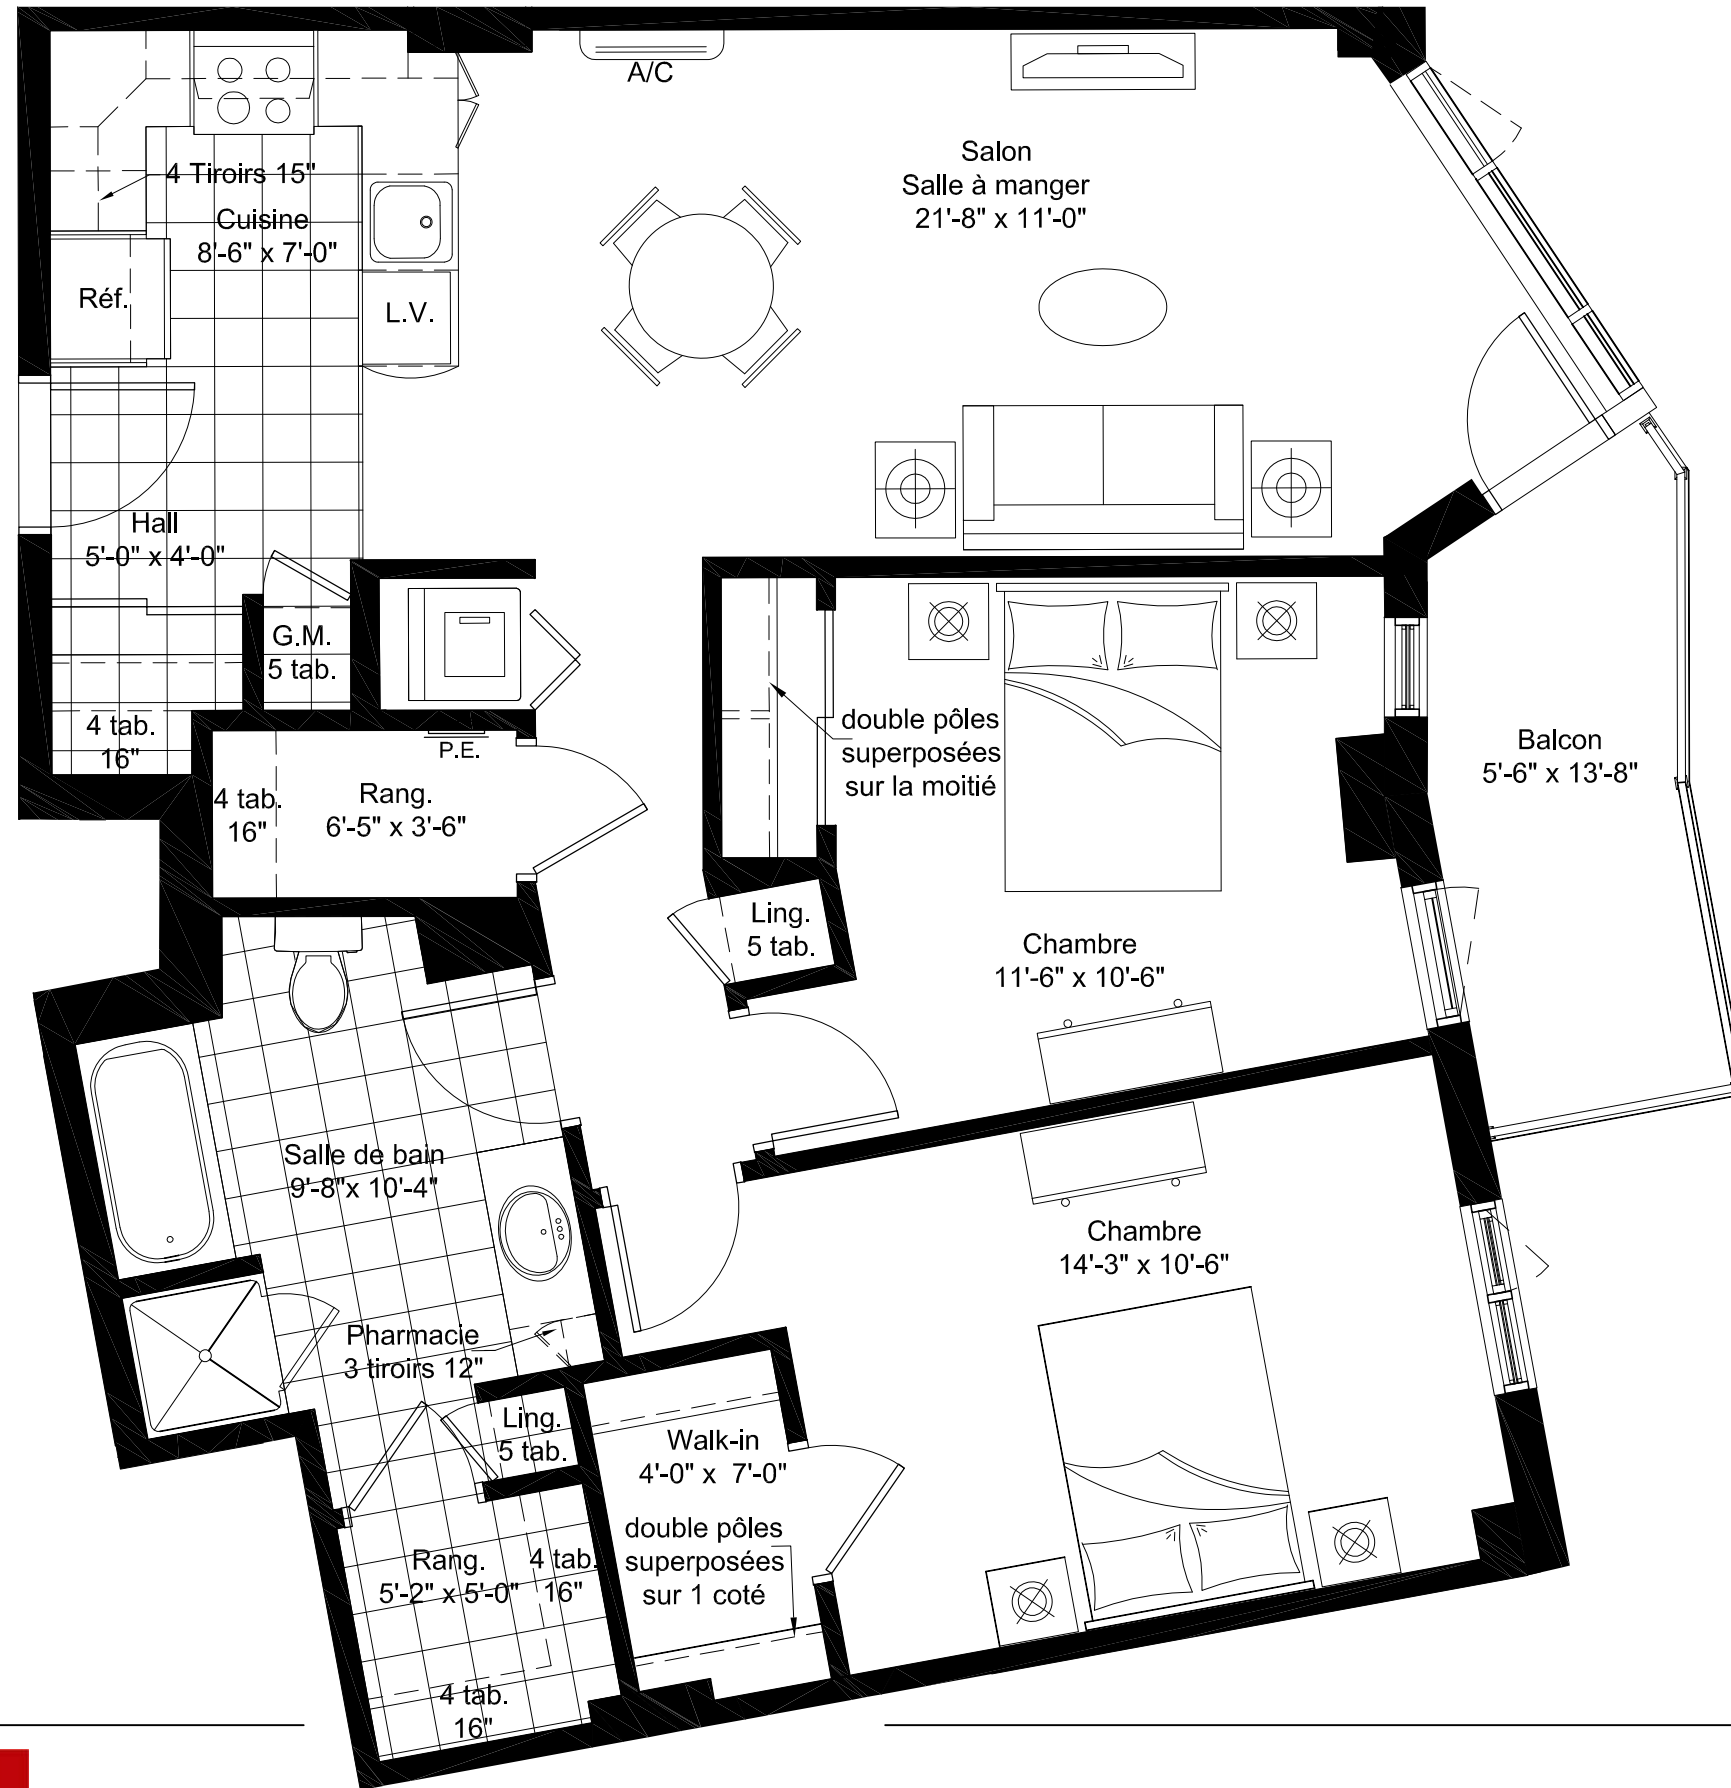 A/C
Salon
Salle à manger
21'-8" x 11'-0"
4 Tiroirs 15"
Cuisine
8'-6" x 7'-0"
Réf.
L.V.
Hall
5'-0" x 4'-0"
G.M.
5 tab.
4 tab.
16"
P.E.
Rang.
6'-5" x 3'-6"
4 tab.
16"
double pôles
superposées
sur la moitié
Balcon
5'-6" x 13'-8"
Ling.
5 tab.
Chambre
11'-6" x 10'-6"
Salle de bain
9'-8"x 10'-4"
Chambre
14'-3" x 10'-6"
Pharmacie
3 tiroirs 12"
Ling.
5 tab.
Walk-in
4'-0" x 7'-0"
double pôles
superposées
sur 1 coté
Rang.
5'-2" x 5'-0"
4 tab.
16"
4 tab.
16"